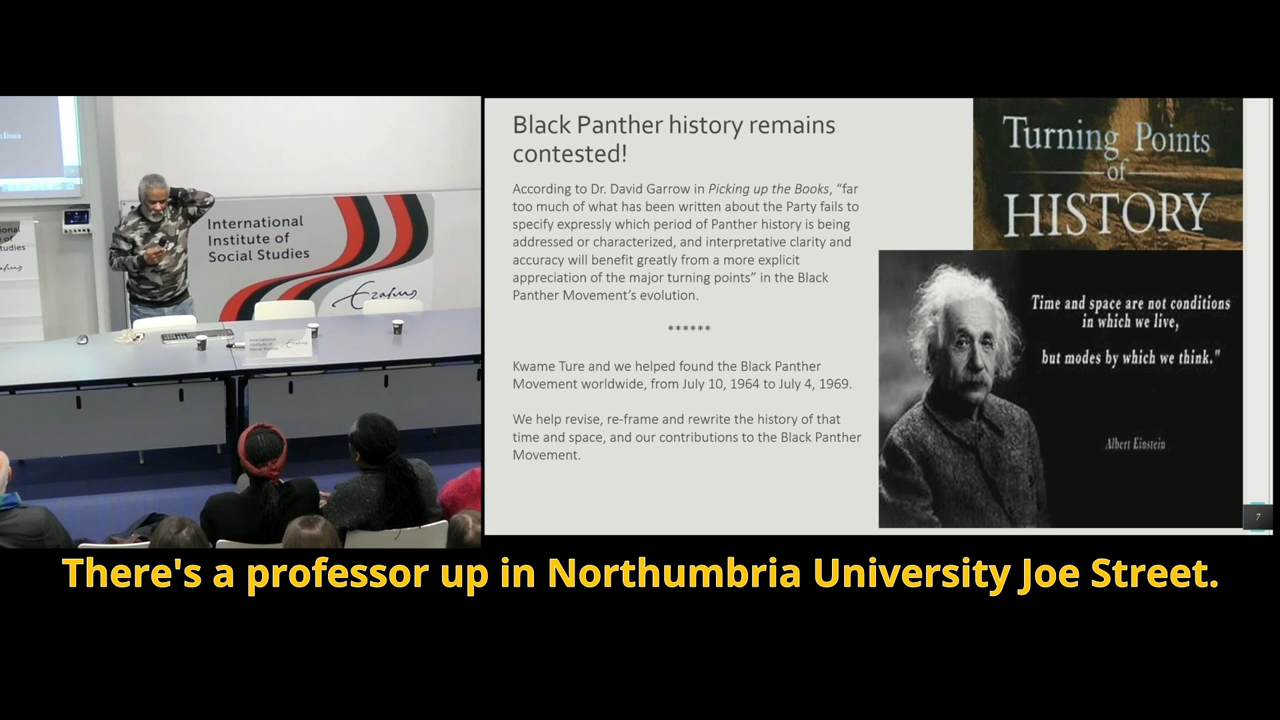 International
Institute of
Social Studies
Erasmus
Black Panther history remains
contested!
According to Dr. David Garrow in Picking up the Books, “far
too much of what has been written about the Party fails to
specify expressly which period of Panther history is being
addressed or characterized, and interpretative clarity and
accuracy will benefit greatly from a more explicit
appreciation of the major turning points” in the Black
Panther Movement’s evolution.
******
Kwame Ture and we helped found the Black Panther
Movement worldwide, from July 10, 1964 to July 4, 1969.
We help revise, re-frame and rewrite the history of that
time and space, and our contributions to the Black Panther
Movement.
Turning Points
of
HISTORY
Time and space are not conditions
in which we live,
but modes by which we think."
Albert Einstein
7
There's a professor up in Northumbria University Joe Street.